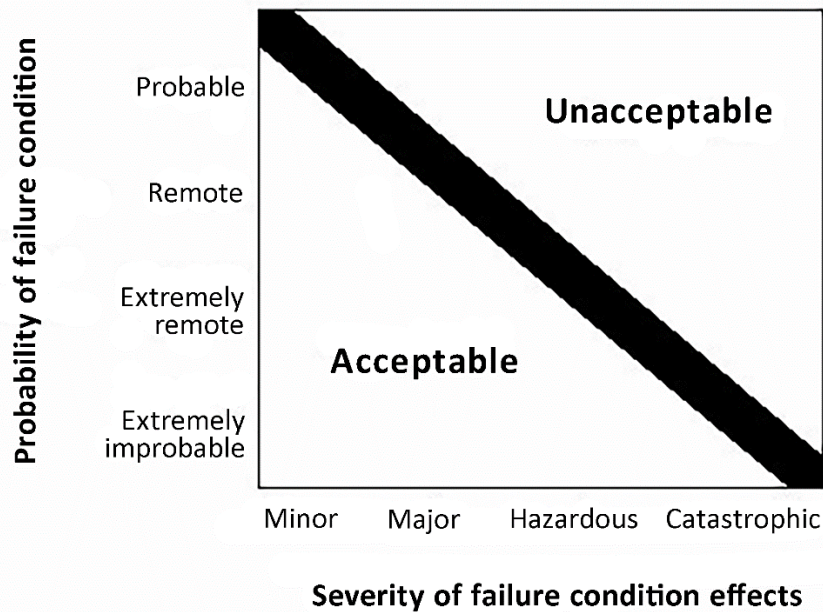 Probability of failure condition
Probable
Remote
Extremely
remote
Extremely
improbable
Unacceptable
Acceptable
Minor
Major
Hazardous
Catastrophic
Severity of failure condition effects